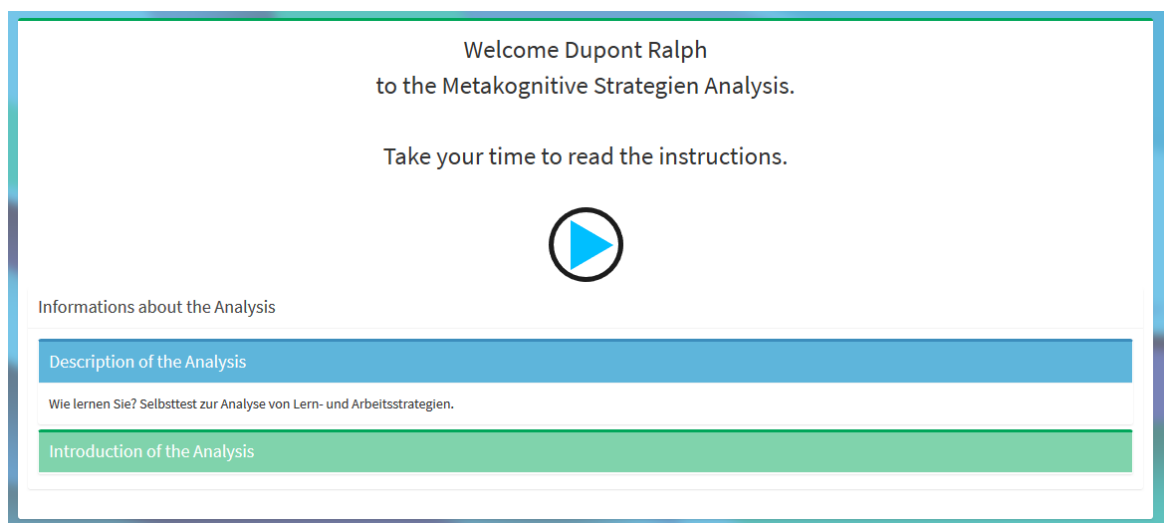 Welcome Dupont Ralph
to the Metakognitive Strategien Analysis.
Take your time to read the instructions.
Informations about the Analysis
Description of the Analysis
Wie lernen Sie? Selbsttest zur Analyse von Lern- und Arbeitsstrategien.
Introduction of the Analysis